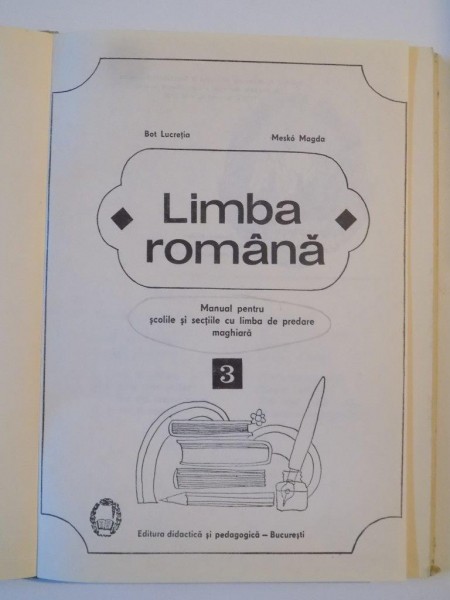 Bot Lucreția
Meskó Magda
Limba
română
Manual pentru
școlile și secțiile cu limba de predare
maghiară
3
Editura didactică și pedagogică – București